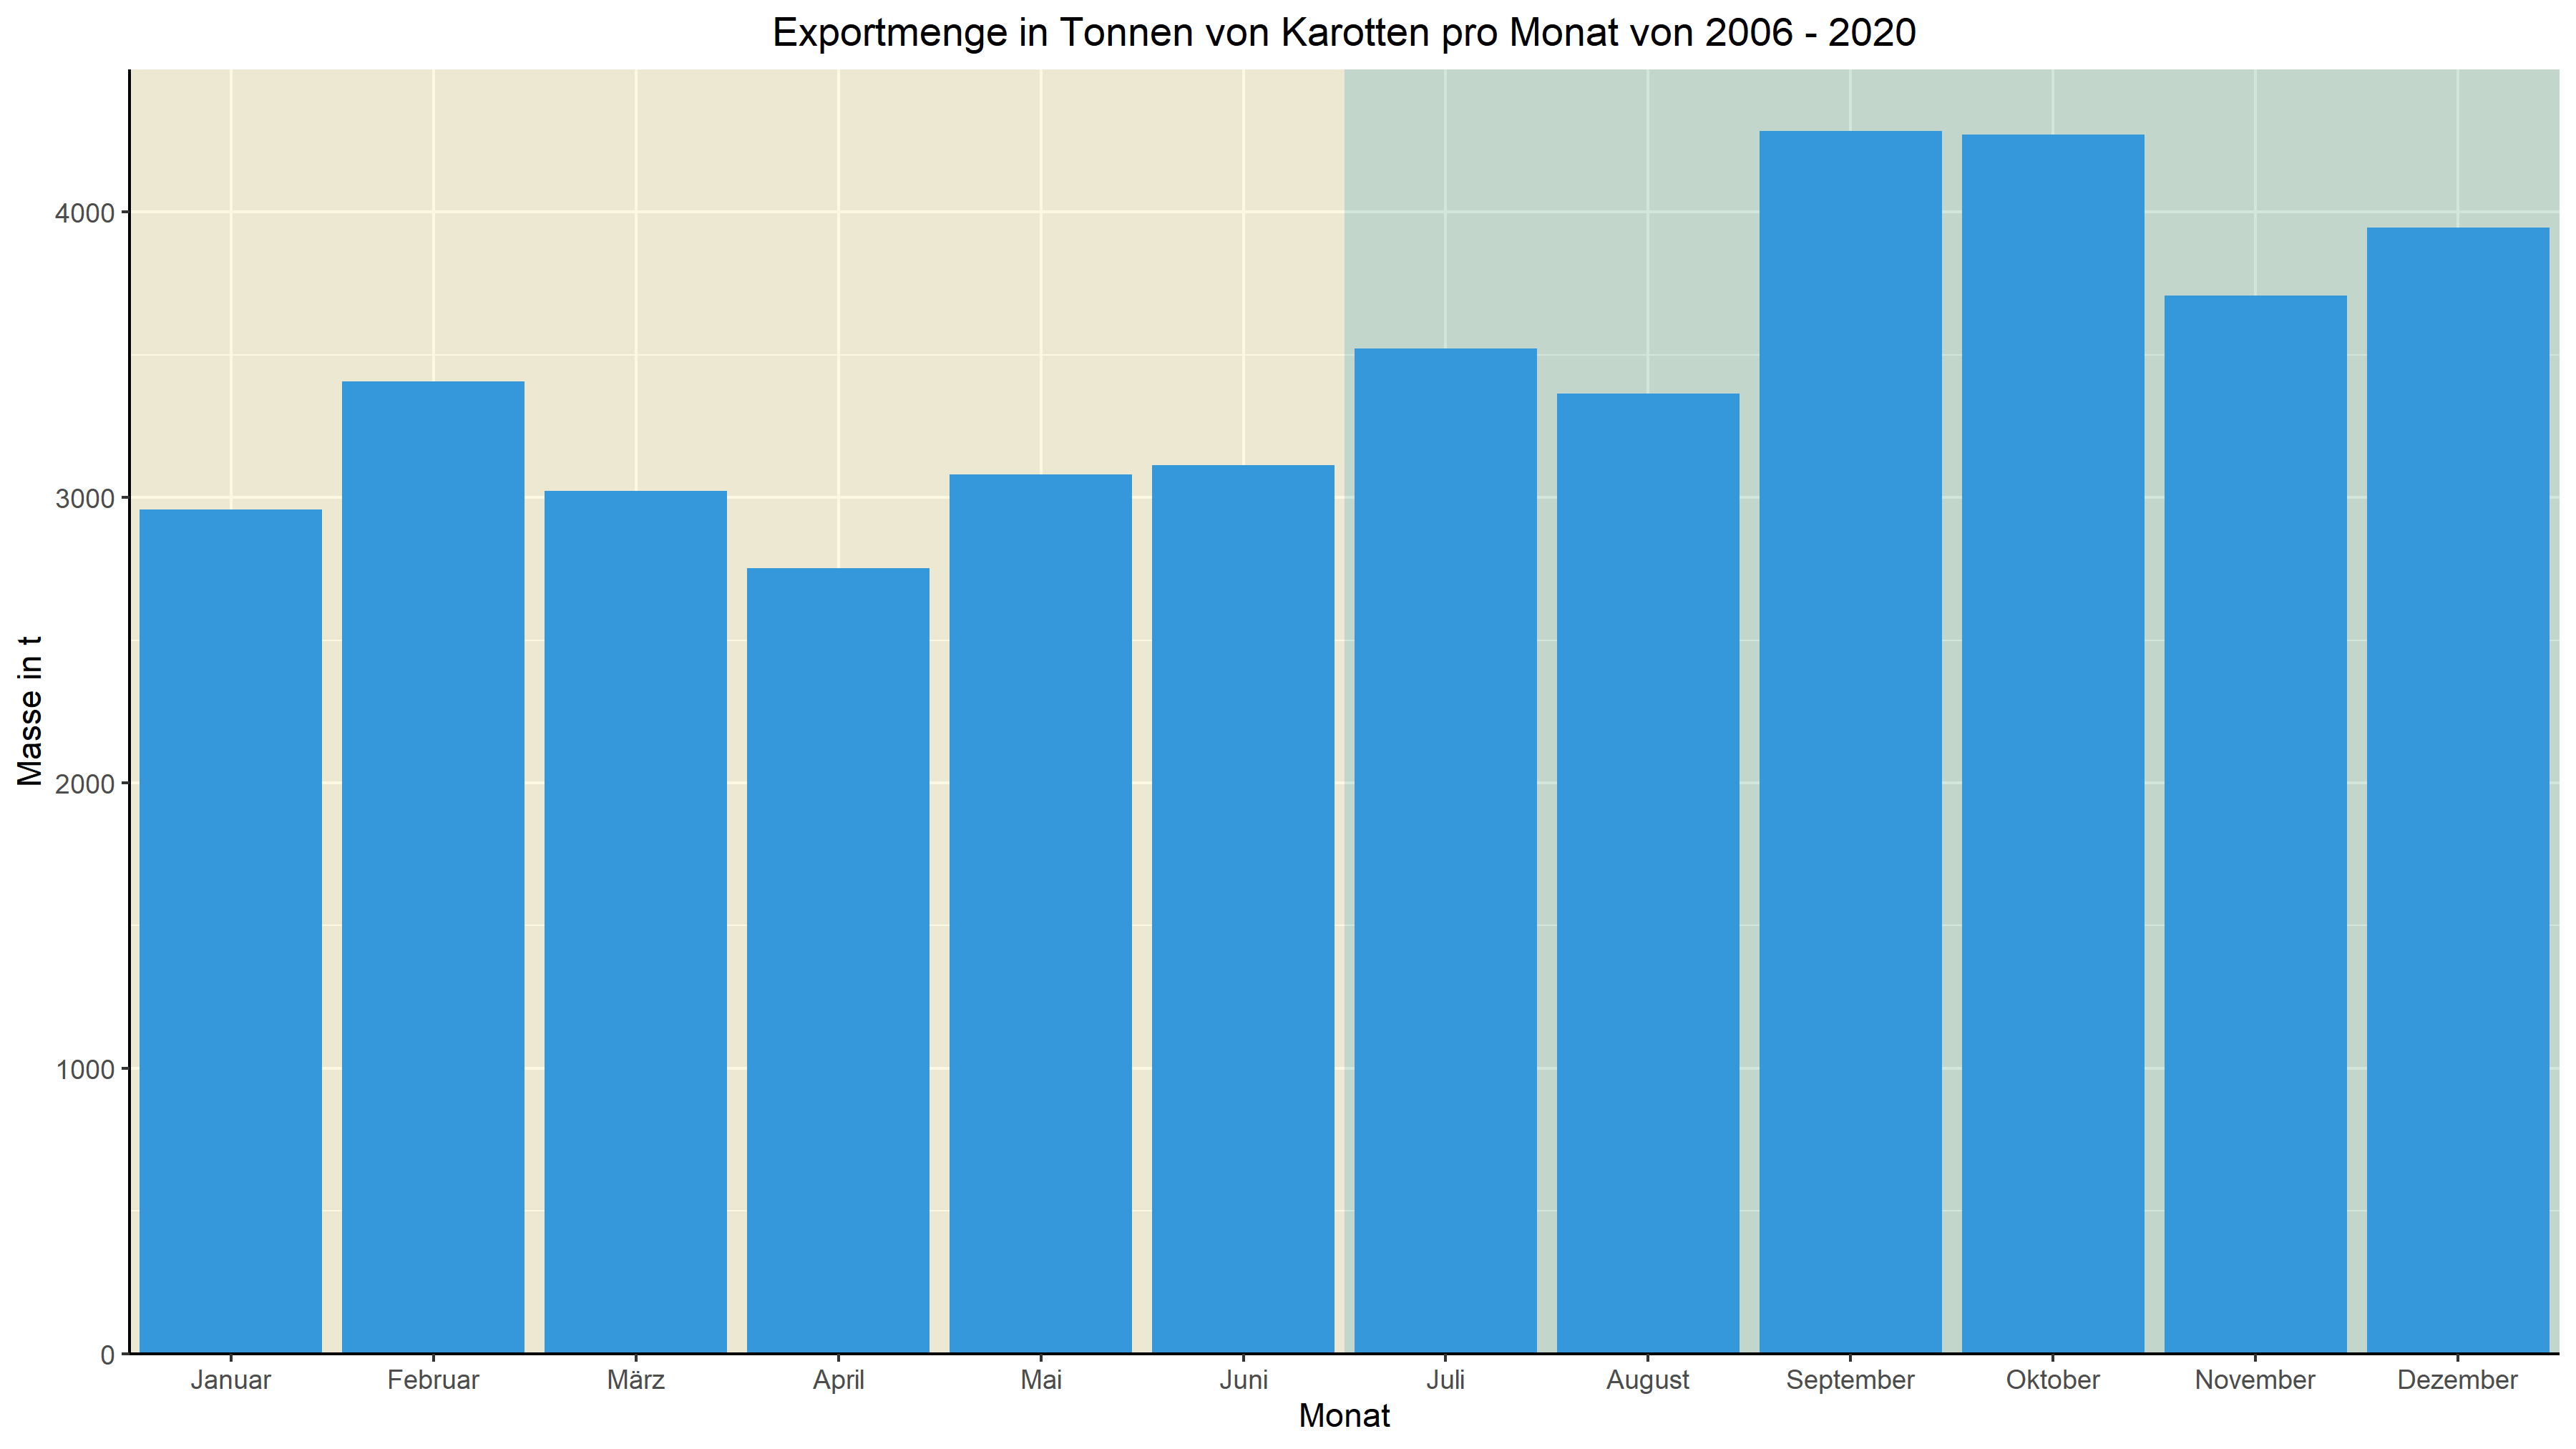 Exportmenge in Tonnen von Karotten pro Monat von 2006 - 2020
Masse in t
4000
3000
2000
1000
0
Januar Februar März April Mai Juni Juli August September Oktober November Dezember
Monat